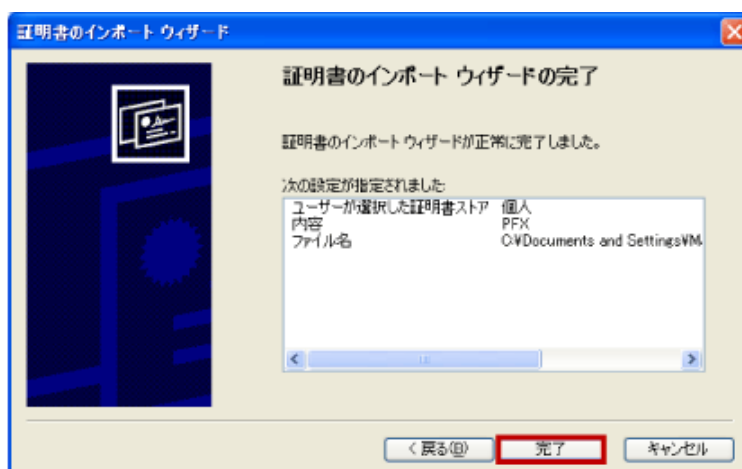 証明書のインポート ウィザード
証明書のインポート ウィザードの完了
証明書のインポート ウィザードが正常に完了しました。
次の設定が指定されました:
ユーザーが選択した証明書ストア 個人
内容 PFX
ファイル名 C:¥Documents and Settings¥M
< 戻る(B) 完了 キャンセル